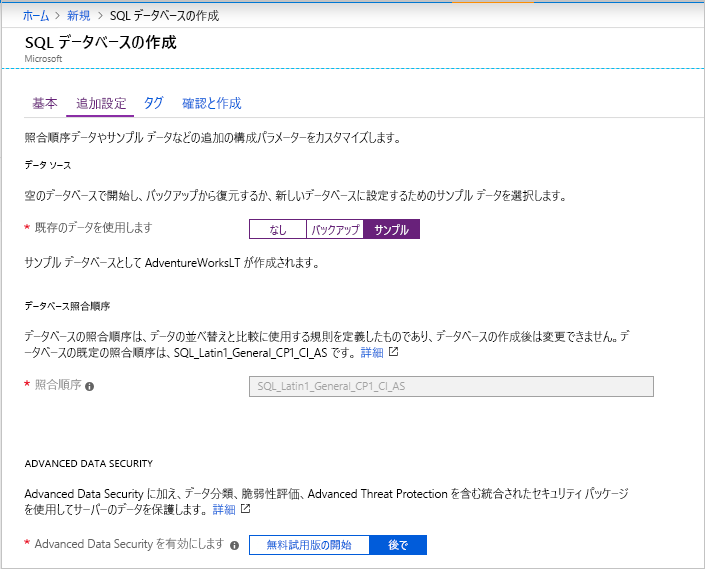 ホーム > 新規 > SQL データベースの作成
SQL データベースの作成
Microsoft
基本 追加設定 タグ 確認と作成
照合順序データやサンプル データなどの追加の構成パラメーターをカスタマイズします。
データ ソース
空のデータベースで開始し、バックアップから復元するか、新しいデータベースに設定するためのサンプル データを選択します。
* 既存のデータを使用します なし バックアップ サンプル
サンプル データベースとして AdventureWorksLT が作成されます。
データベース照合順序
データベースの照合順序は、データの並べ替えと比較に使用する規則を定義したものであり、データベースの作成後は変更できません。デ
ータベースの既定の照合順序は、SQL_Latin1_General_CP1_CI_AS です。 詳細
* 照合順序 SQL_Latin1_General_CP1_CI_AS
ADVANCED DATA SECURITY
Advanced Data Security に加え、データ分類、脆弱性評価、Advanced Threat Protection を含む統合されたセキュリティ パッケージ
を使用してサーバーのデータを保護します。 詳細
* Advanced Data Security を有効にします 無料試用版の開始 後で